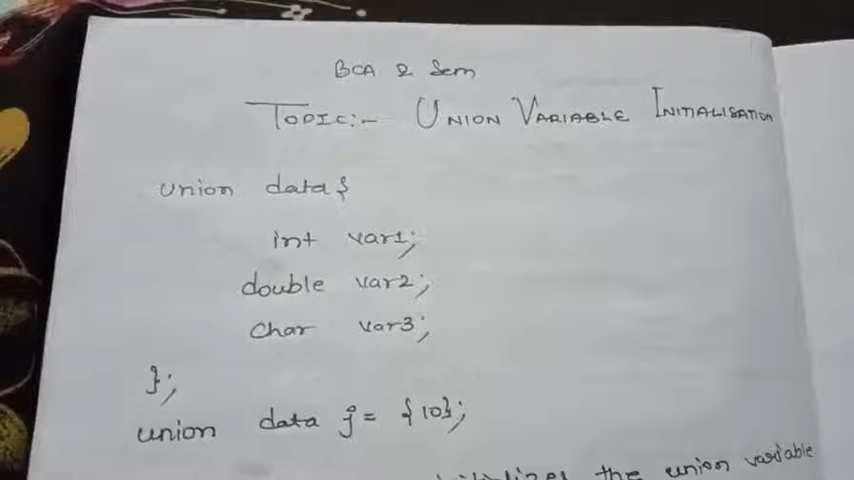 BCA 2 Sem
TOPIC:- UNION VARIABLE INITIALISATION
union data {
int var1;
double var2;
char var3;
};
union data j = {10};
the union variable